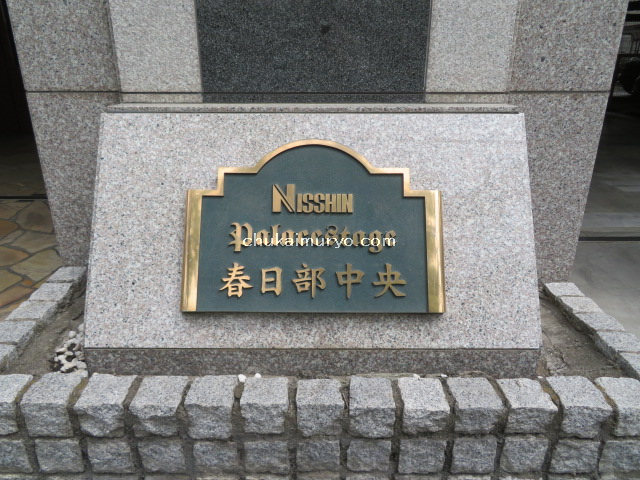 NISSHIN
Palacestage
chukaimuryo.com
春日部中央